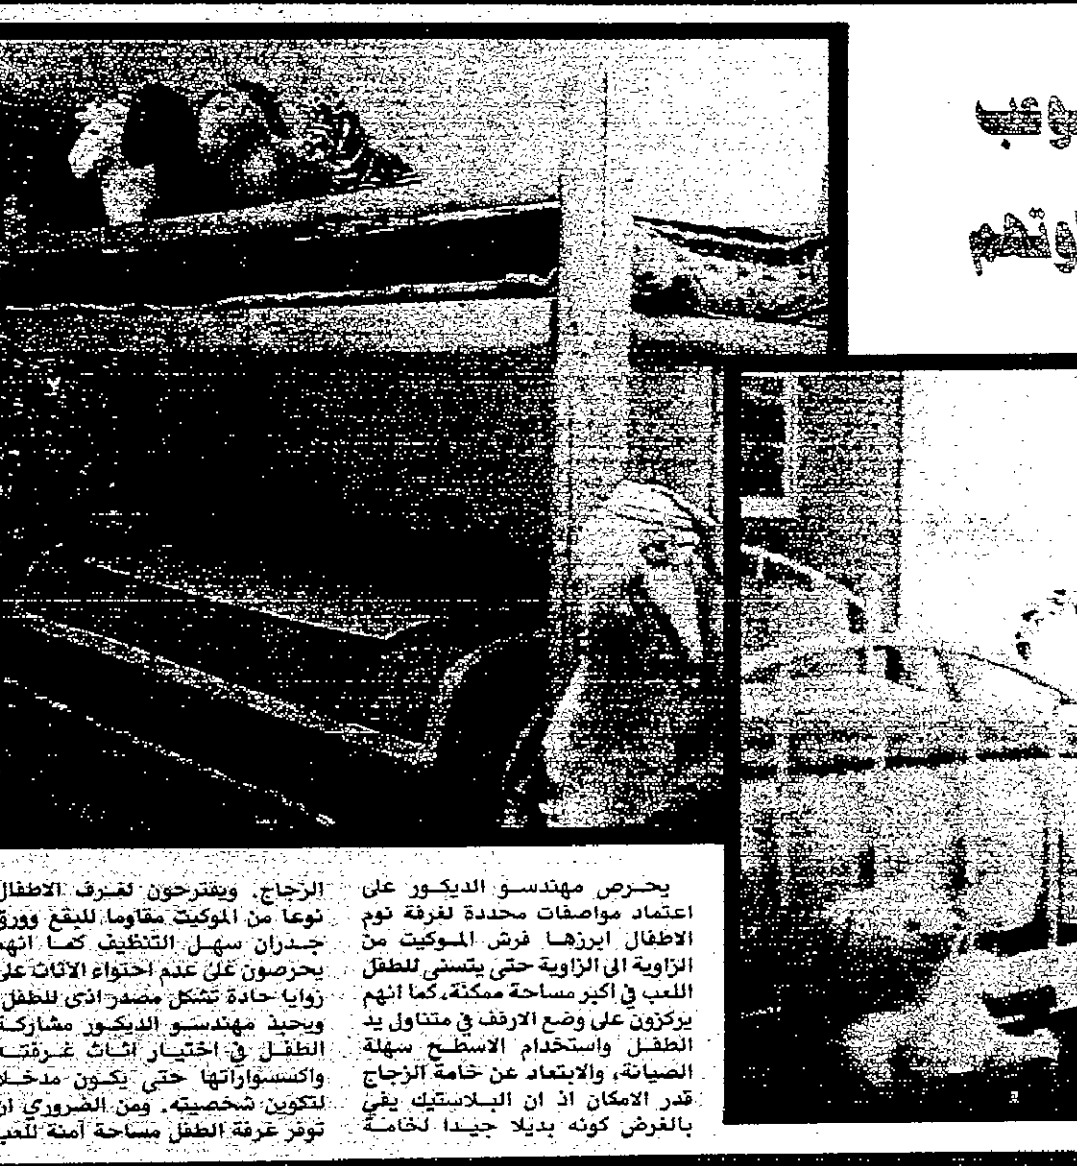 وعب
وتهم
يحرص مهندسو الديكور على
اعتماد مواصفات محددة لغرفة نوم
الاطفال ابرزها فرش الموكيت من
الزاوية الى الزاوية حتى يتسنى للطفل
اللعب في اكبر مساحة ممكنة، كما انهم
يركزون على وضع الارفف في متناول يد
الطفل واستخدام الاسطح سهلة
الصيانة، والابتعاد عن خامة الزجاج
قدر الامكان اذ ان البلاستيك يفي
بالغرض كونه بديلا جيدا لخامة
الزجاج. ويفترحون لغرف الاطفال
نوعا من الموكيت مقاوما للبقع وورق
جدران سهل التنظيف كما انهم
يحرصون على عدم احتواء الاثاث على
زوايا حادة تشكل مصدر اذى للطفل
ويحبذ مهندسو الديكور مشاركة
الطفل في اختيار اثاث غرفتـ
واكسسواراتها حتى يكون مدخلا
لتكوين شخصيته. ومن الضروري ان
توفر غرفة الطفل مساحة آمنة للعب